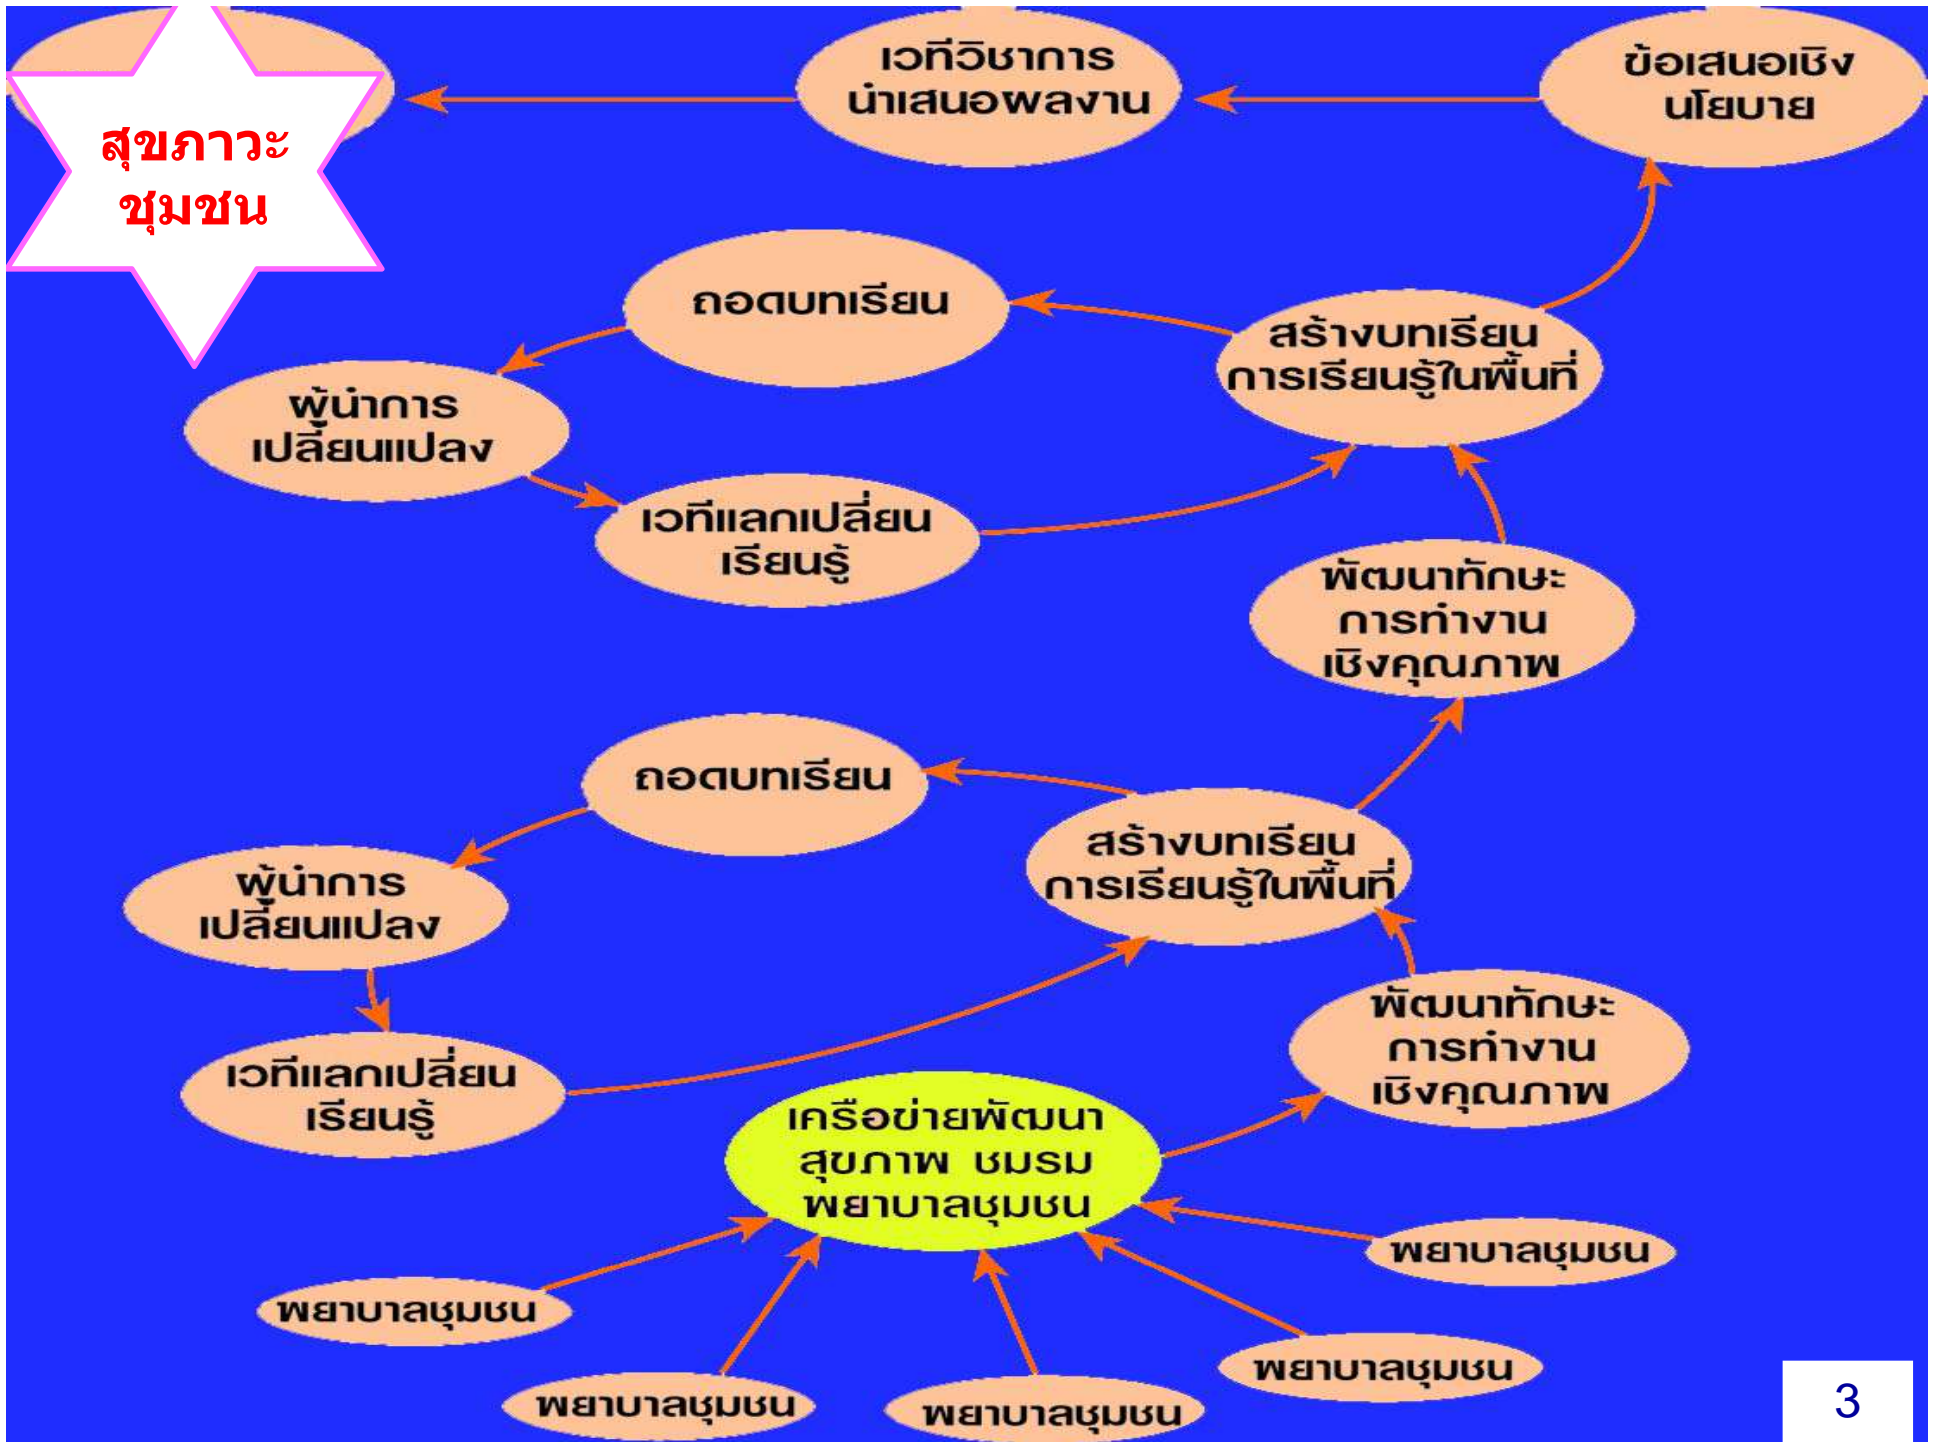 สุขภาวะ
ชุมชน
เวทีวิชาการ
นำเสนอผลงาน
ข้อเสนอเชิง
นโยบาย
ถอดบทเรียน
สร้างบทเรียน
การเรียนรู้ในพื้นที่
ผู้นำการ
เปลี่ยนแปลง
เวทีแลกเปลี่ยน
เรียนรู้
พัฒนาทักษะ
การทำงาน
เชิงคุณภาพ
ถอดบทเรียน
สร้างบทเรียน
การเรียนรู้ในพื้นที่
ผู้นำการ
เปลี่ยนแปลง
เวทีแลกเปลี่ยน
เรียนรู้
พัฒนาทักษะ
การทำงาน
เชิงคุณภาพ
เครือข่ายพัฒนา
สุขภาพ ชมรม
พยาบาลชุมชน
พยาบาลชุมชน
พยาบาลชุมชน
พยาบาลชุมชน
พยาบาลชุมชน
พยาบาลชุมชน
3